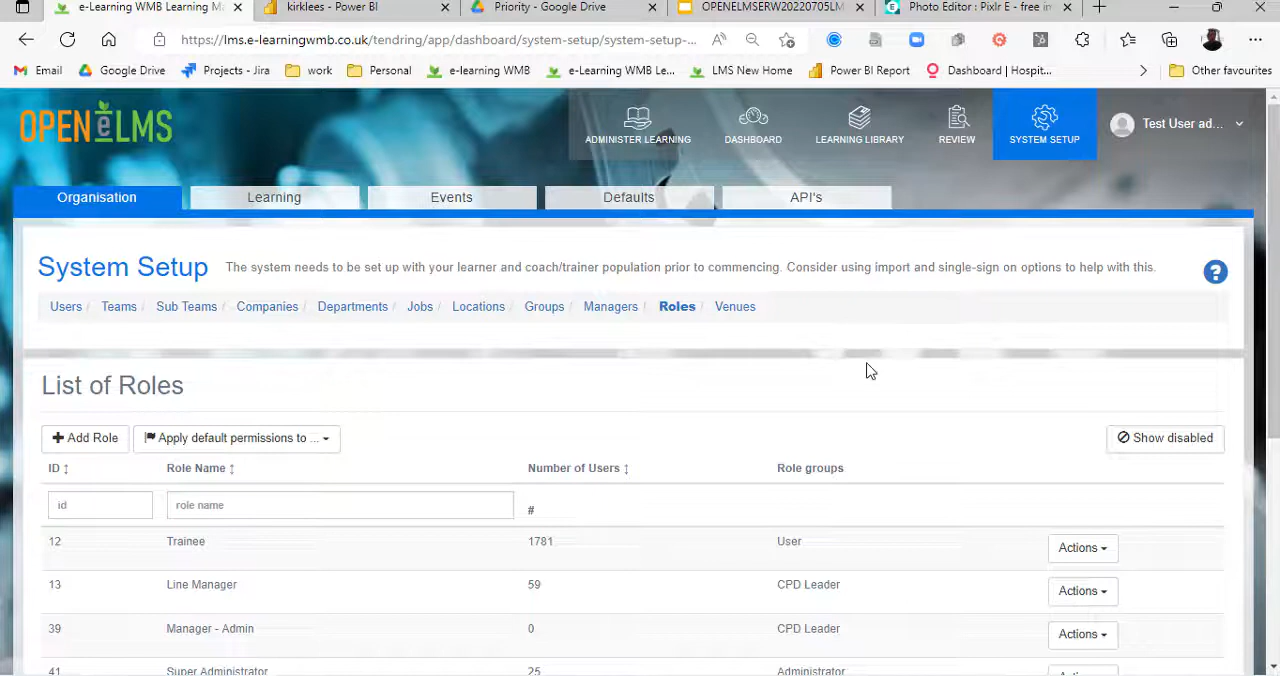 e-Learning WMB Learning Ma
kirklees - Power BI
Priority - Google Drive
OPENELMSERW20220705LM
Photo Editor : Pixlr E - free im
https://lms.e-learningwmb.co.uk/tendring/app/dashboard/system-setup/system-setup-...
Email
Google Drive
Projects - Jira
work
Personal
e-learning WMB
e-Learning WMB Le...
LMS New Home
Power BI Report
Dashboard | Hospit...
Other favourites
OPENeLMS
ADMINISTER LEARNING
DASHBOARD
LEARNING LIBRARY
REVIEW
SYSTEM SETUP
Test User ad...
Organisation
Learning
Events
Defaults
API's
System Setup
The system needs to be set up with your learner and coach/trainer population prior to commencing. Consider using import and single-sign on options to help with this.
?
Users / Teams / Sub Teams / Companies / Departments / Jobs / Locations / Groups / Managers / Roles / Venues
List of Roles
Add Role
Apply default permissions to ...
Show disabled
ID
Role Name
Number of Users
Role groups
id
role name
#
12 Trainee 1781 User Actions
13 Line Manager 59 CPD Leader Actions
39 Manager - Admin 0 CPD Leader Actions
41 Super Administrator 25 Administrator